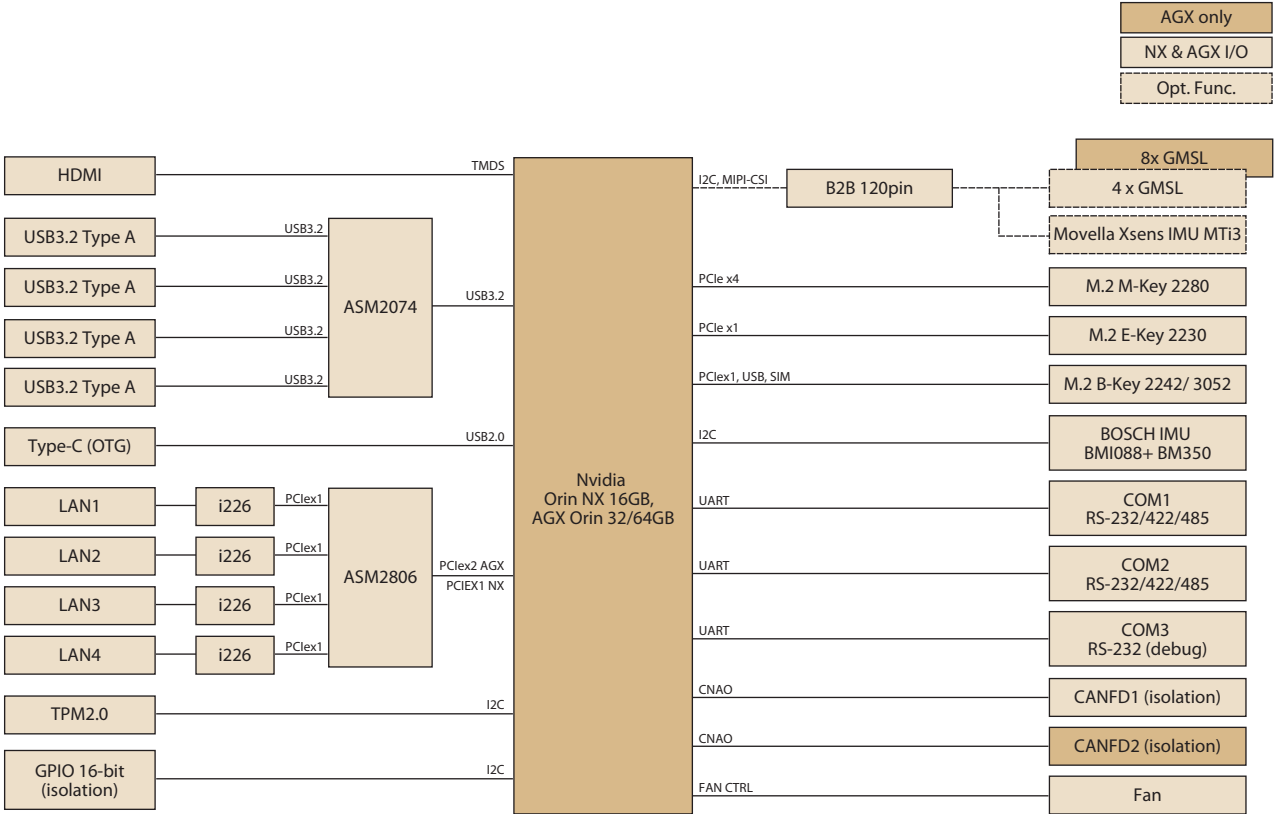 AGX only
NX & AGX I/O
Opt. Func.
HDMI
TMDS
USB3.2 Type A
USB3.2
USB3.2 Type A
USB3.2
USB3.2 Type A
USB3.2
USB3.2 Type A
USB3.2
ASM2074
USB3.2
Type-C (OTG)
USB2.0
LAN1
i226
PCIex1
LAN2
i226
PCIex1
LAN3
i226
PCIex1
LAN4
i226
PCIex1
ASM2806
PCIex2 AGX
PCIEX1 NX
TPM2.0
I2C
GPIO 16-bit
(isolation)
I2C
Nvidia
Orin NX 16GB,
AGX Orin 32/64GB
I2C, MIPI-CSI
B2B 120pin
8x GMSL
4 x GMSL
Movella Xsens IMU MTi3
PCIe x4
M.2 M-Key 2280
PCIe x1
M.2 E-Key 2230
PCIex1, USB, SIM
M.2 B-Key 2242/ 3052
I2C
BOSCH IMU
BMI088+ BM350
UART
COM1
RS-232/422/485
UART
COM2
RS-232/422/485
UART
COM3
RS-232 (debug)
CNAO
CANFD1 (isolation)
CNAO
CANFD2 (isolation)
FAN CTRL
Fan